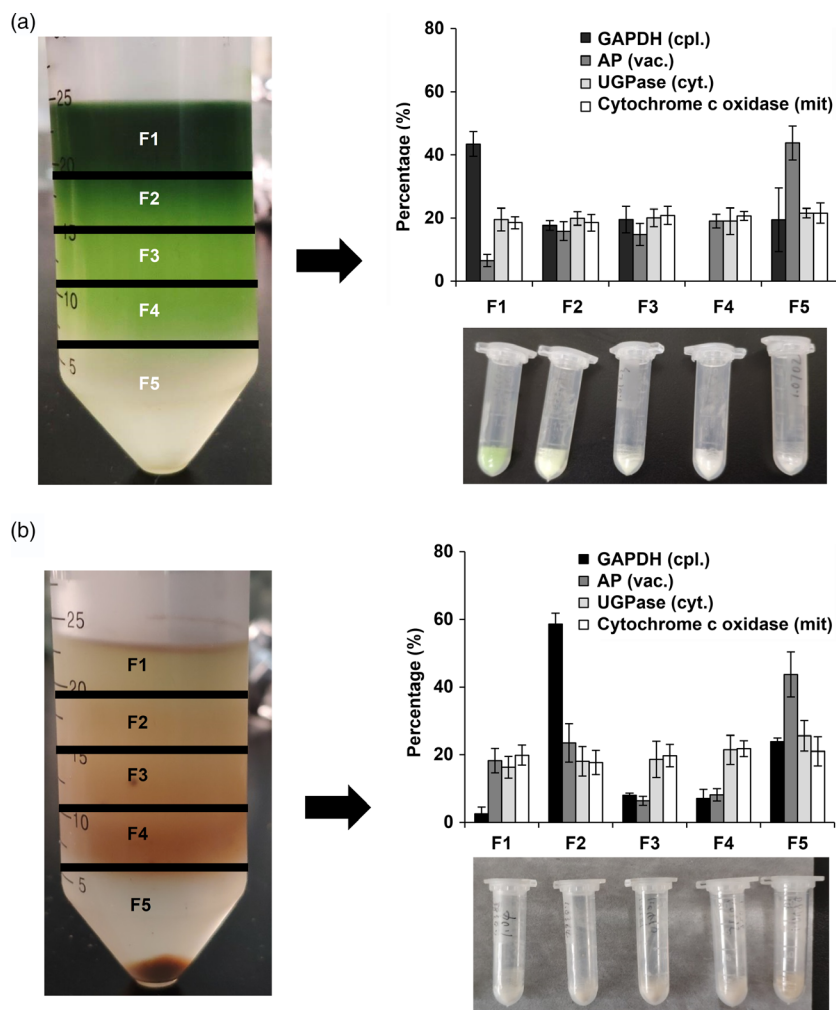 (a)
25
F1
20
F2
15
F3
10
F4
5
F5
80
60
40
20
0
Percentage (%)
GAPDH (cpl.)
AP (vac.)
UGPase (cyt.)
Cytochrome c oxidase (mit)
F1 F2 F3 F4 F5
(b)
25
F1
20
F2
15
F3
10
F4
5
F5
80
60
40
20
0
Percentage (%)
GAPDH (cpl.)
AP (vac.)
UGPase (cyt.)
Cytochrome c oxidase (mit)
F1 F2 F3 F4 F5